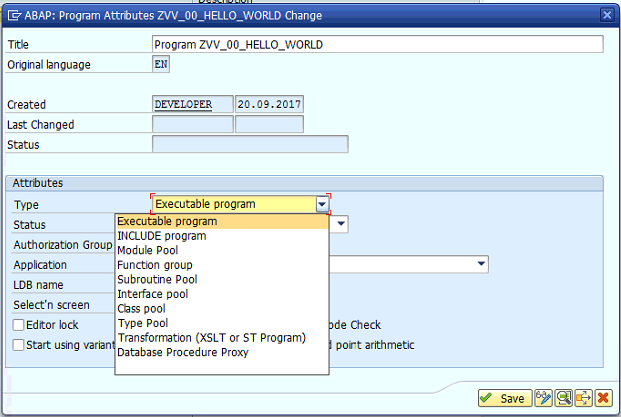 Description
ABAP: Program Attributes ZVV_00_HELLO_WORLD Change
Title Program ZVV_00_HELLO_WORLD
Original language EN
Created DEVELOPER 20.09.2017
Last Changed
Status
Attributes
Type Executable program
Status Executable program
INCLUDE program
Authorization Group Module Pool
Application Function group
LDB name Subroutine Pool
Interface pool
Select'n screen Class pool
Editor lock Type Pool ode Check
Start using variant Transformation (XSLT or ST Program) d point arithmetic
Database Procedure Proxy
Save